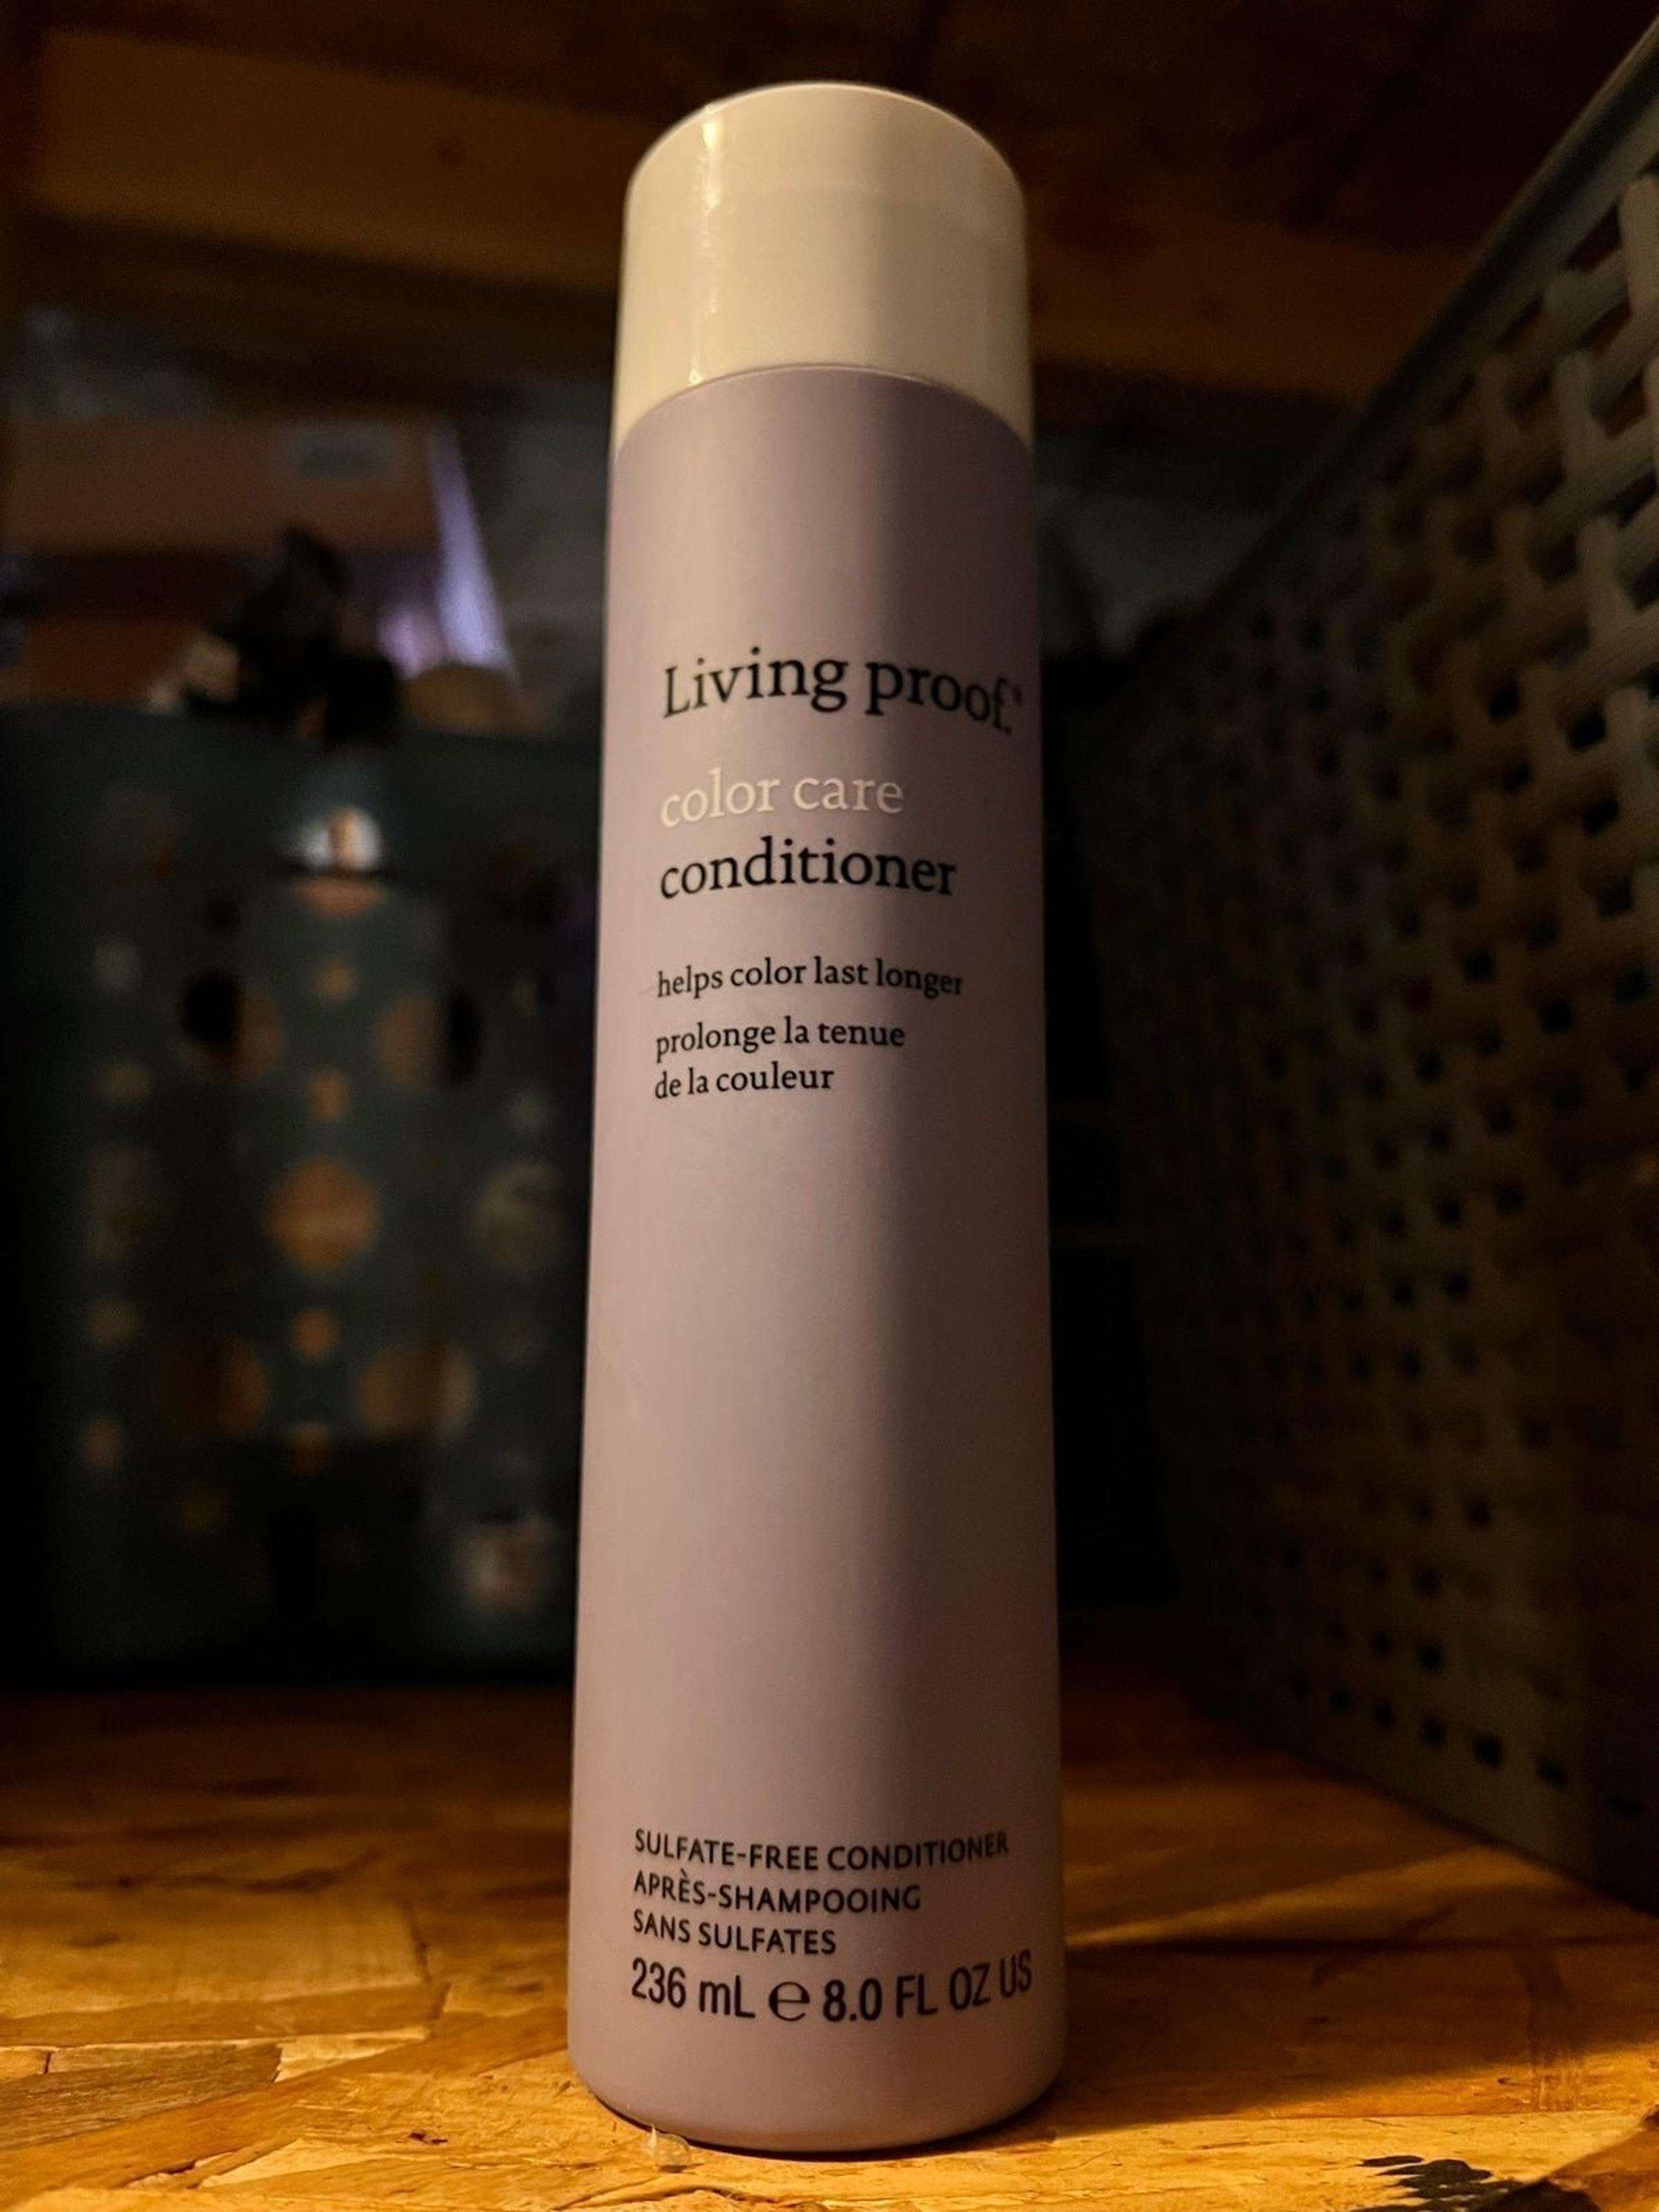 Living proof.®
color care
conditioner
helps color last longer
prolonge la tenue
de la couleur
SULFATE-FREE CONDITIONER
APRÈS-SHAMPOOING
SANS SULFATES
236 mL ℮ 8.0 FL OZ US